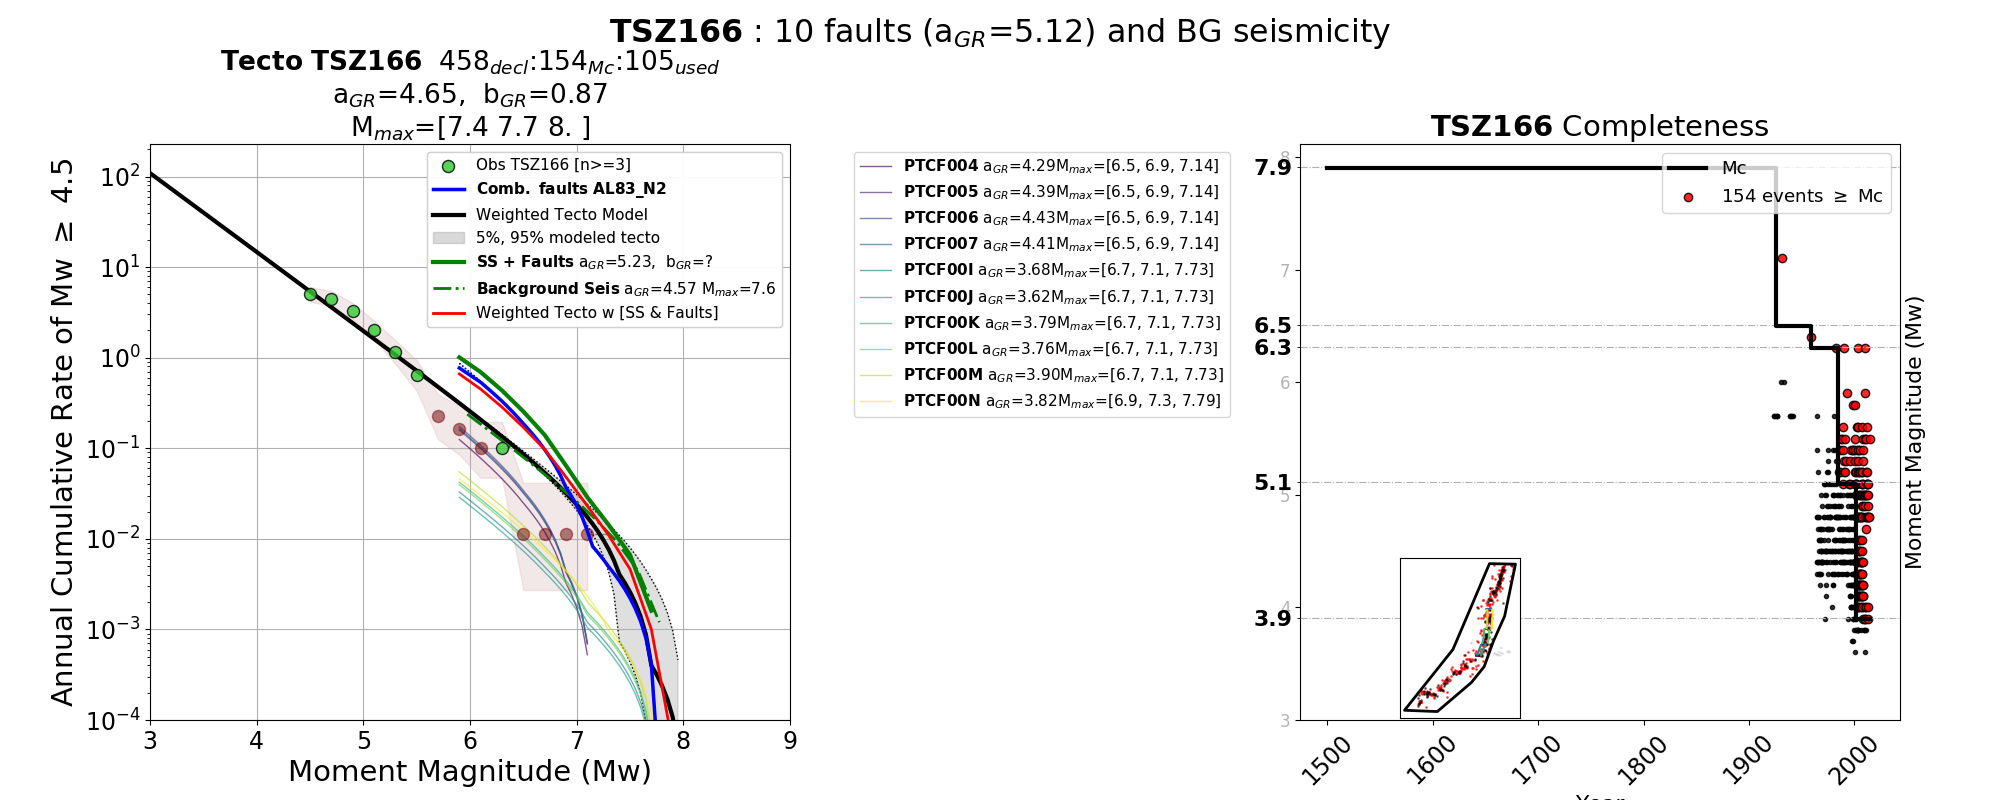 TSZ166 : 10 faults (aGR=5.12) and BG seismicity
Tecto TSZ166 458decl:154Mc:105used
aGR=4.65, bGR=0.87
Mmax=[7.4 7.7 8. ]
Annual Cumulative Rate of Mw ≥ 4.5
10²
10¹
10⁰
10⁻¹
10⁻²
10⁻³
10⁻⁴
3 4 5 6 7 8 9
Moment Magnitude (Mw)
Obs TSZ166 [n>=3]
Comb. faults AL83_N2
Weighted Tecto Model
5%, 95% modeled tecto
SS + Faults aGR=5.23, bGR=?
Background Seis aGR=4.57 Mmax=7.6
Weighted Tecto w [SS & Faults]
PTCF004 aGR=4.29Mmax=[6.5, 6.9, 7.14]
PTCF005 aGR=4.39Mmax=[6.5, 6.9, 7.14]
PTCF006 aGR=4.43Mmax=[6.5, 6.9, 7.14]
PTCF007 aGR=4.41Mmax=[6.5, 6.9, 7.14]
PTCF00I aGR=3.68Mmax=[6.7, 7.1, 7.73]
PTCF00J aGR=3.62Mmax=[6.7, 7.1, 7.73]
PTCF00K aGR=3.79Mmax=[6.7, 7.1, 7.73]
PTCF00L aGR=3.76Mmax=[6.7, 7.1, 7.73]
PTCF00M aGR=3.90Mmax=[6.7, 7.1, 7.73]
PTCF00N aGR=3.82Mmax=[6.9, 7.3, 7.79]
TSZ166 Completeness
8
7.9
7
6.5
6.3
6
5.1
5
4
3.9
3
Mc
154 events ≥ Mc
Moment Magnitude (Mw)
1500 1600 1700 1800 1900 2000
Year